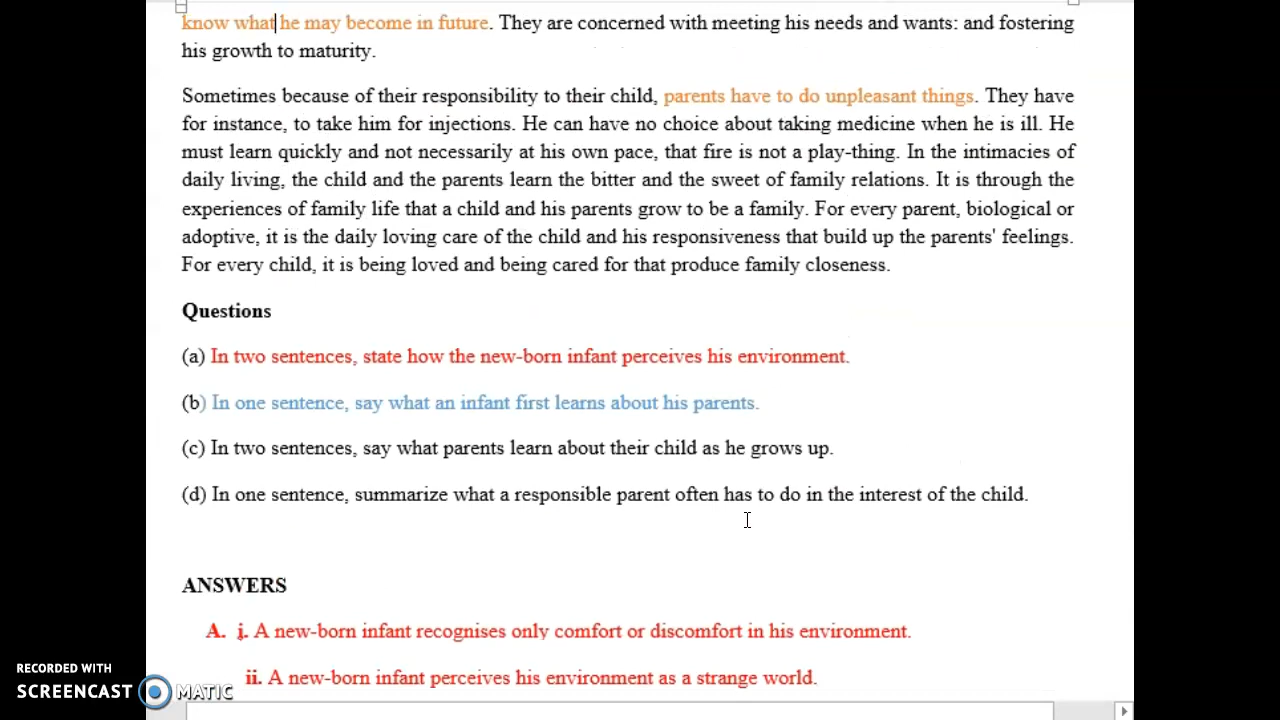 know what he may become in future. They are concerned with meeting his needs and wants: and fostering
his growth to maturity.
Sometimes because of their responsibility to their child, parents have to do unpleasant things. They have
for instance, to take him for injections. He can have no choice about taking medicine when he is ill. He
must learn quickly and not necessarily at his own pace, that fire is not a play-thing. In the intimacies of
daily living, the child and the parents learn the bitter and the sweet of family relations. It is through the
experiences of family life that a child and his parents grow to be a family. For every parent, biological or
adoptive, it is the daily loving care of the child and his responsiveness that build up the parents' feelings.
For every child, it is being loved and being cared for that produce family closeness.
Questions
(a) In two sentences, state how the new-born infant perceives his environment.
(b) In one sentence, say what an infant first learns about his parents.
(c) In two sentences, say what parents learn about their child as he grows up.
(d) In one sentence, summarize what a responsible parent often has to do in the interest of the child.
ANSWERS
A. i. A new-born infant recognises only comfort or discomfort in his environment.
ii. A new-born infant perceives his environment as a strange world.
RECORDED WITH
SCREENCAST MATIC